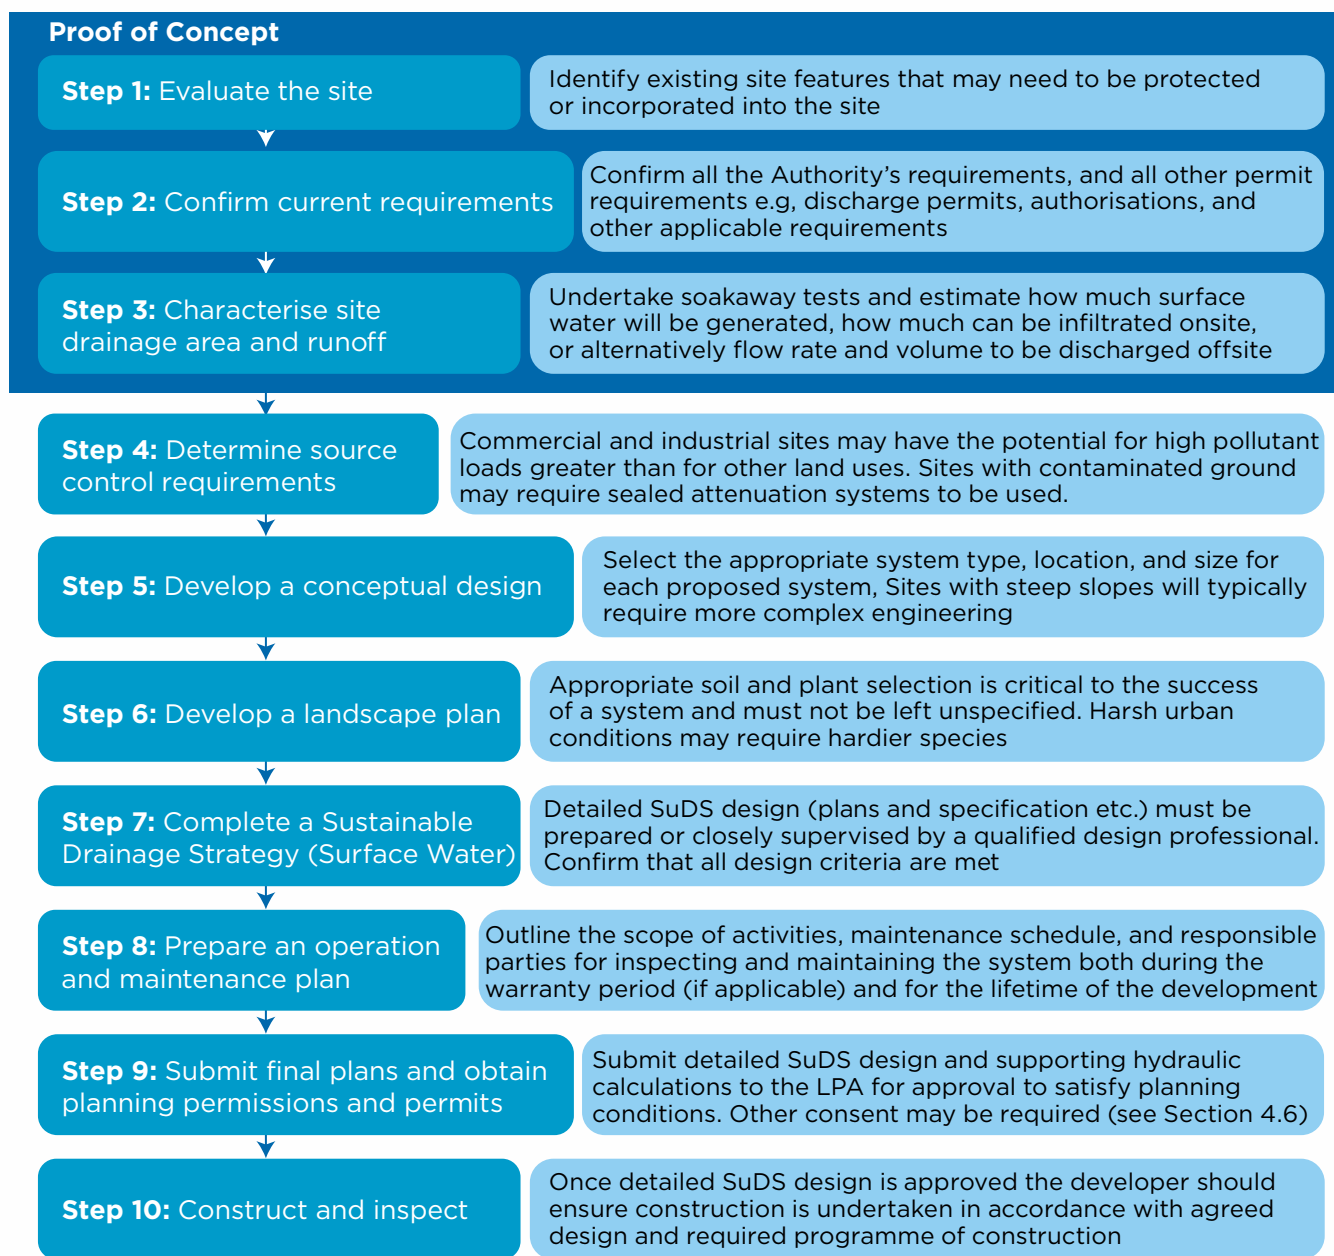 Proof of Concept
Step 1: Evaluate the site
Identify existing site features that may need to be protected
or incorporated into the site
Step 2: Confirm current requirements
Confirm all the Authority’s requirements, and all other permit
requirements e.g, discharge permits, authorisations, and
other applicable requirements
Step 3: Characterise site
drainage area and runoff
Undertake soakaway tests and estimate how much surface
water will be generated, how much can be infiltrated onsite,
or alternatively flow rate and volume to be discharged offsite
Step 4: Determine source
control requirements
Commercial and industrial sites may have the potential for high pollutant
loads greater than for other land uses. Sites with contaminated ground
may require sealed attenuation systems to be used.
Step 5: Develop a conceptual design
Select the appropriate system type, location, and size for
each proposed system, Sites with steep slopes will typically
require more complex engineering
Step 6: Develop a landscape plan
Appropriate soil and plant selection is critical to the success
of a system and must not be left unspecified. Harsh urban
conditions may require hardier species
Step 7: Complete a Sustainable
Drainage Strategy (Surface Water)
Detailed SuDS design (plans and specification etc.) must be
prepared or closely supervised by a qualified design professional.
Confirm that all design criteria are met
Step 8: Prepare an operation
and maintenance plan
Outline the scope of activities, maintenance schedule, and responsible
parties for inspecting and maintaining the system both during the
warranty period (if applicable) and for the lifetime of the development
Step 9: Submit final plans and obtain
planning permissions and permits
Submit detailed SuDS design and supporting hydraulic
calculations to the LPA for approval to satisfy planning
conditions. Other consent may be required (see Section 4.6)
Step 10: Construct and inspect
Once detailed SuDS design is approved the developer should
ensure construction is undertaken in accordance with agreed
design and required programme of construction